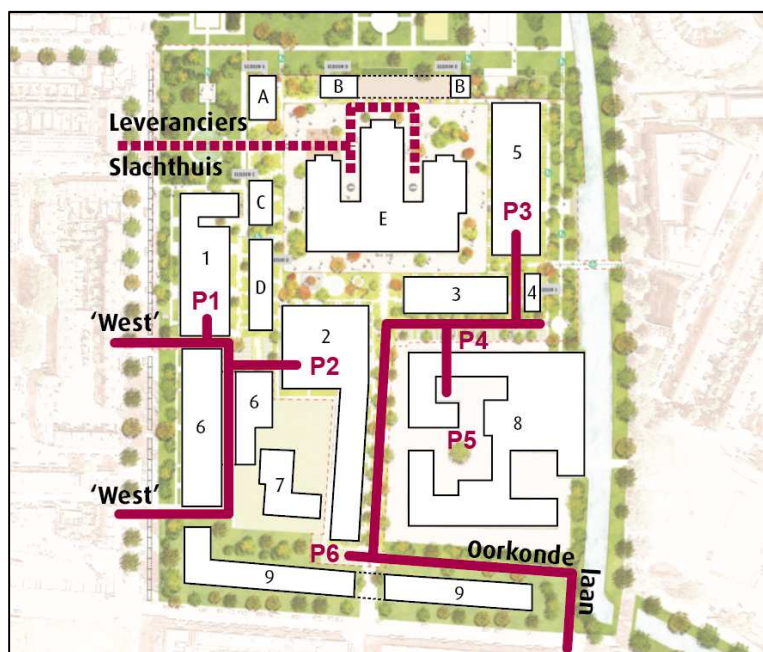 A
B
B
Leveranciers
Slachthuis
5
C
E
P3
1
D
3
4
P1
'West'
2
P4
P2
6
6
8
P5
7
'West'
P6
Oorkonde
laan
9
9